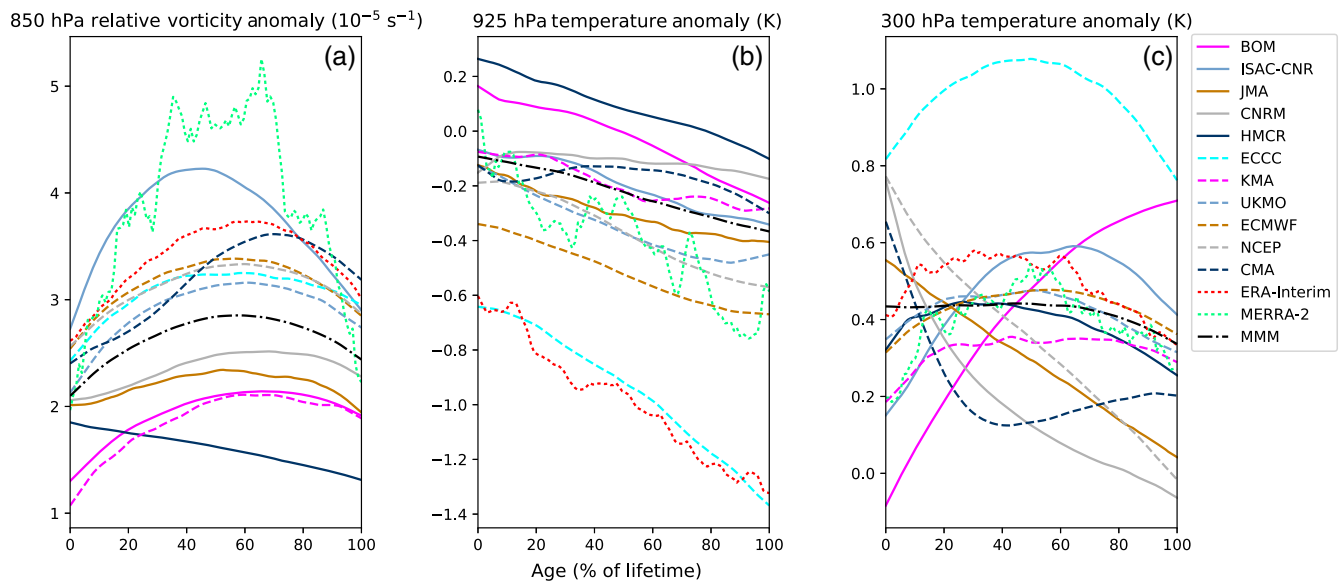 850 hPa relative vorticity anomaly (10⁻⁵ s⁻¹)
(a)
5
4
3
2
1
0 20 40 60 80 100
925 hPa temperature anomaly (K)
(b)
0.2
0.0
−0.2
−0.4
−0.6
−0.8
−1.0
−1.2
−1.4
0 20 40 60 80 100
Age (% of lifetime)
300 hPa temperature anomaly (K)
(c)
1.0
0.8
0.6
0.4
0.2
0.0
0 20 40 60 80 100
BOM
ISAC-CNR
JMA
CNRM
HMCR
ECCC
KMA
UKMO
ECMWF
NCEP
CMA
ERA-Interim
MERRA-2
MMM